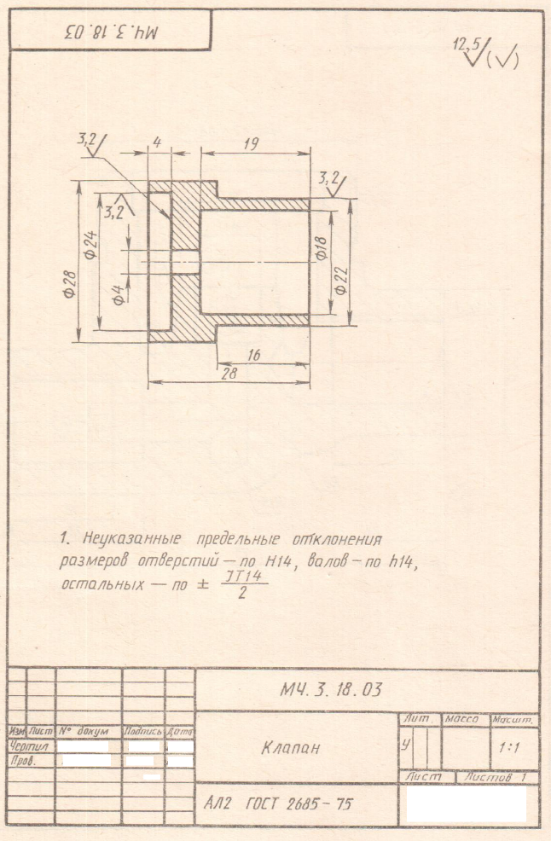 МЧ.3.18.03
12,5 (√)
3,2
4
19
3,2
3,2
Ф28
Ф24
Ф4
Ф18
Ф22
16
28
1. Неуказанные предельные отклонения
размеров отверстий — по H14, валов — по h14,
остальных — по ± IT14/2
МЧ.3.18.03
Лит Масса Масшт.
Изм Лист № докум Подпись Дата
Чертил
Клапан
У
1:1
Пров.
Лист Листов 1
АЛ2 ГОСТ 2685-75